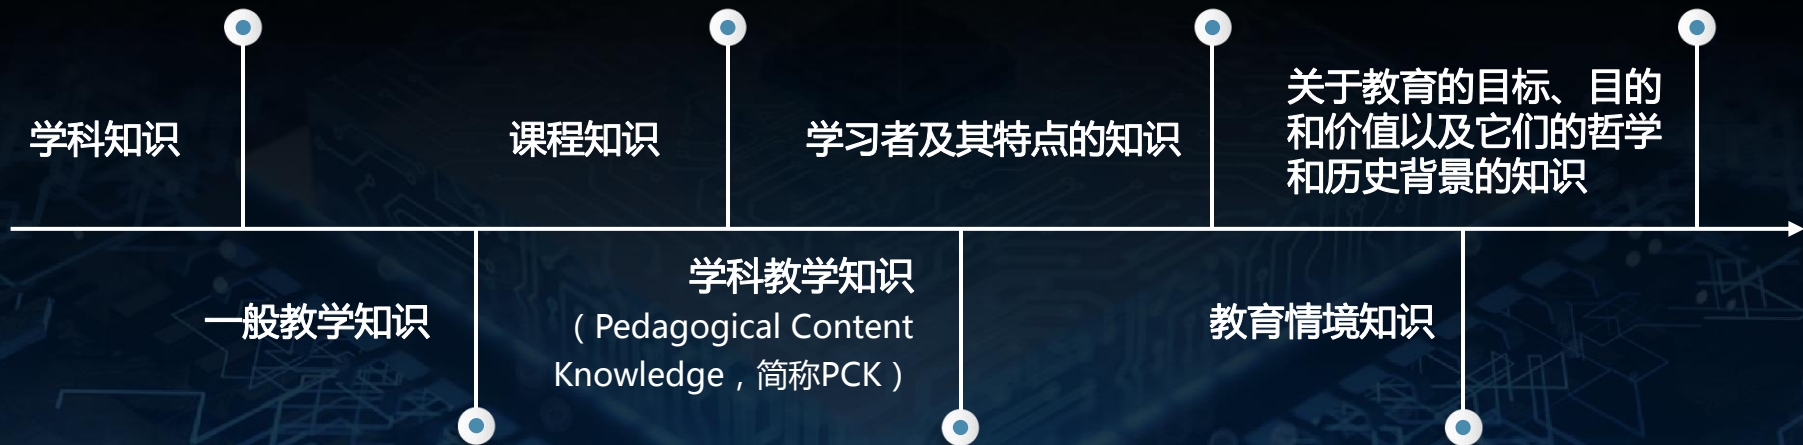 学科知识
一般教学知识
课程知识
学科教学知识
（Pedagogical Content
Knowledge，简称PCK）
学习者及其特点的知识
教育情境知识
关于教育的目标、目的
和价值以及它们的哲学
和历史背景的知识